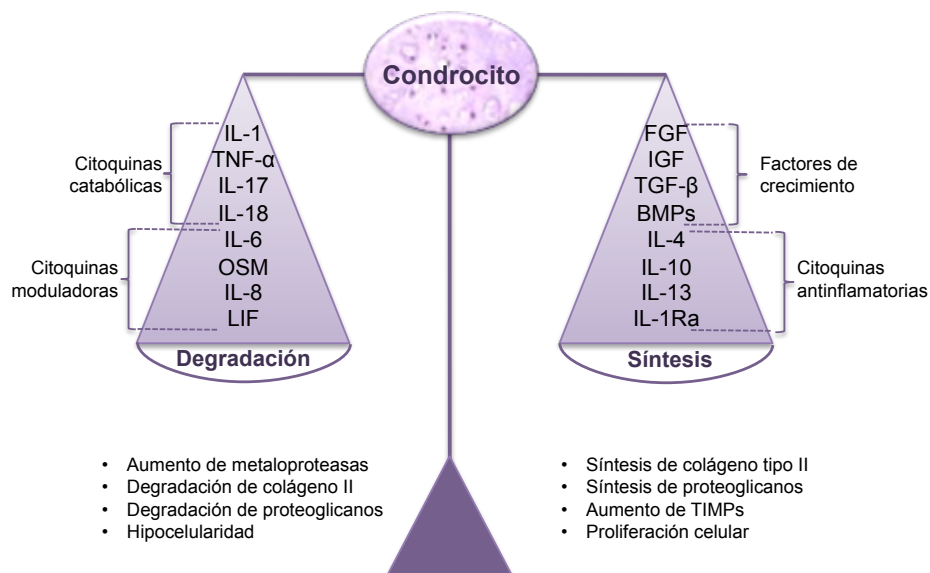 Condrocito
Citoquinas
catabólicas
IL-1
TNF-α
IL-17
IL-18
Citoquinas
moduladoras
IL-6
OSM
IL-8
LIF
Degradación
FGF
IGF
TGF-β
BMPs
Factores de
crecimiento
IL-4
IL-10
IL-13
IL-1Ra
Citoquinas
antinflamatorias
Síntesis
• Aumento de metaloproteasas
• Degradación de colágeno II
• Degradación de proteoglicanos
• Hipocelularidad
• Síntesis de colágeno tipo II
• Síntesis de proteoglicanos
• Aumento de TIMPs
• Proliferación celular